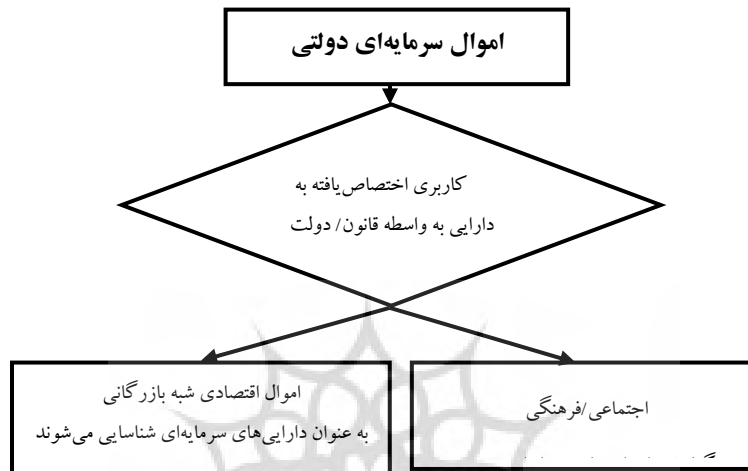 اموال سرمایه‌ای دولتی
کاربری اختصاص‌یافته به
دارایی به واسطه قانون/ دولت
اجتماعی/فرهنگی
اموال اقتصادی شبه بازرگانی
به عنوان دارایی‌های سرمایه‌ای شناسایی می‌شوند